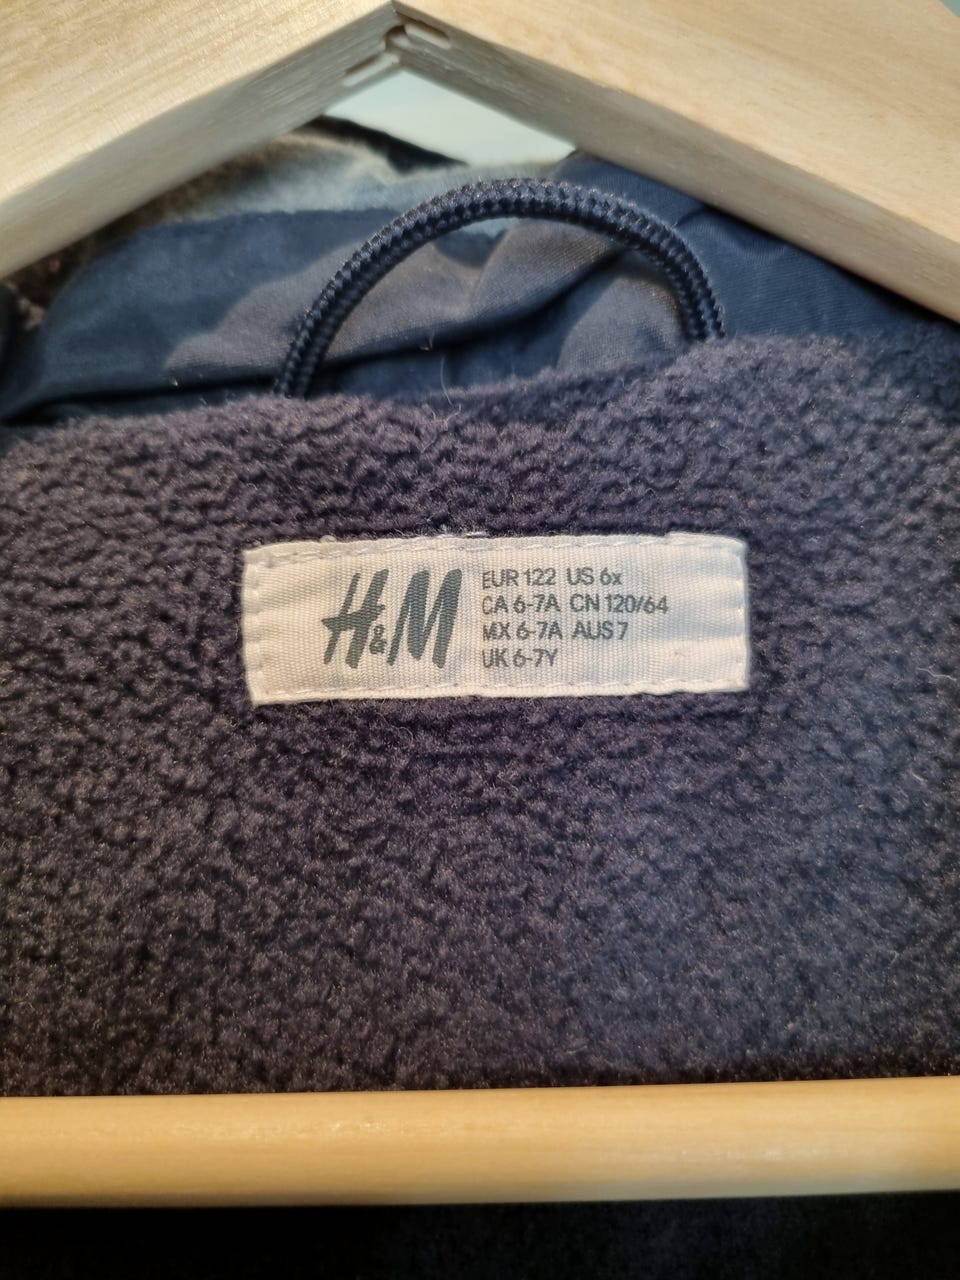 H&M
EUR 122 US 6x
CA 6-7A CN 120/64
MX 6-7A AUS 7
UK 6-7Y